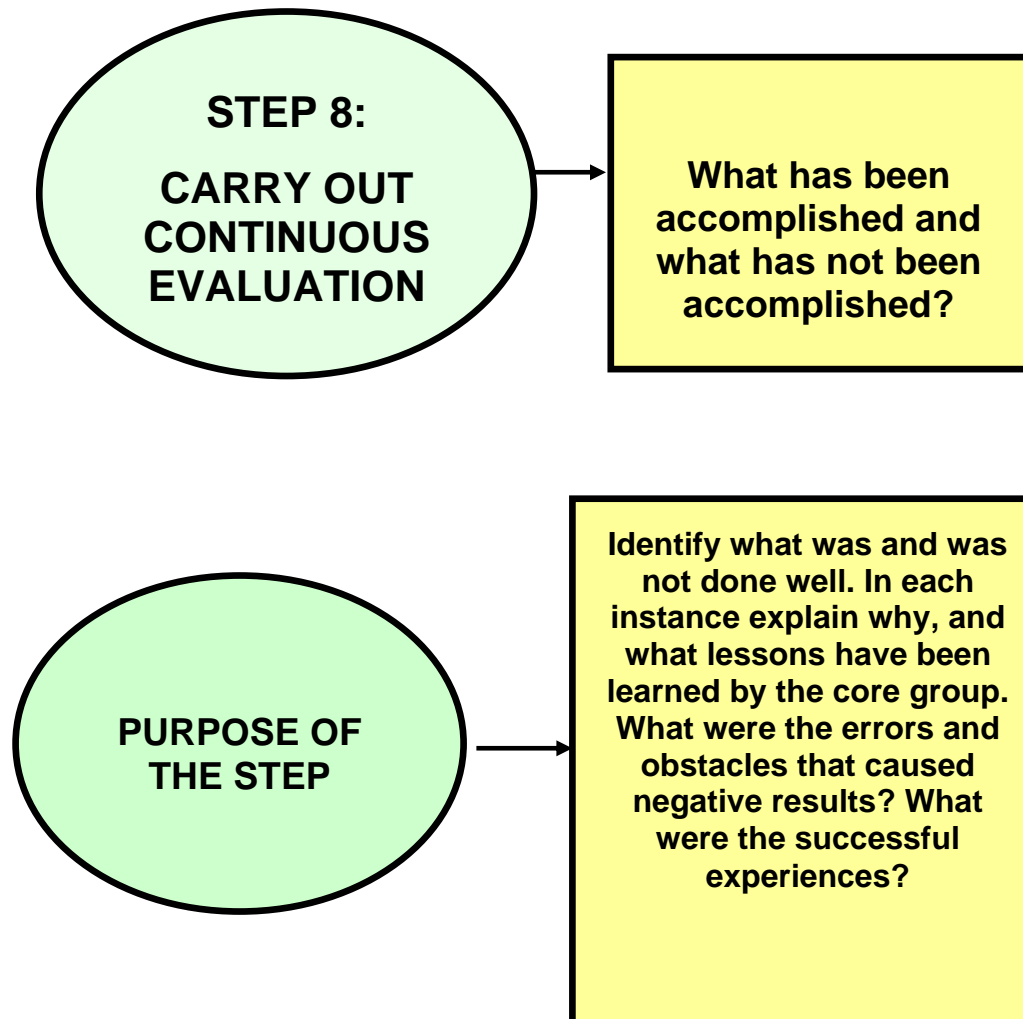 STEP 8:
CARRY OUT
CONTINUOUS
EVALUATION
What has been
accomplished and
what has not been
accomplished?
PURPOSE OF
THE STEP
Identify what was and was
not done well. In each
instance explain why, and
what lessons have been
learned by the core group.
What were the errors and
obstacles that caused
negative results? What
were the successful
experiences?